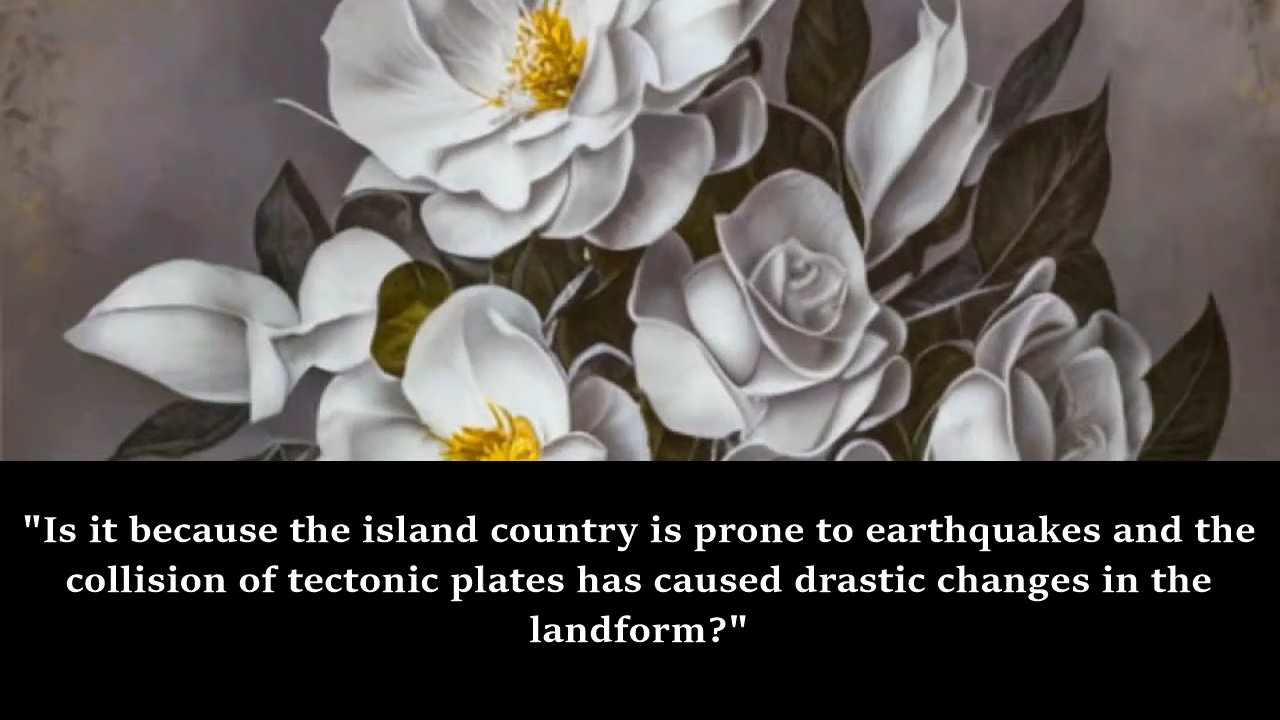 "Is it because the island country is prone to earthquakes and the
collision of tectonic plates has caused drastic changes in the
landform?"